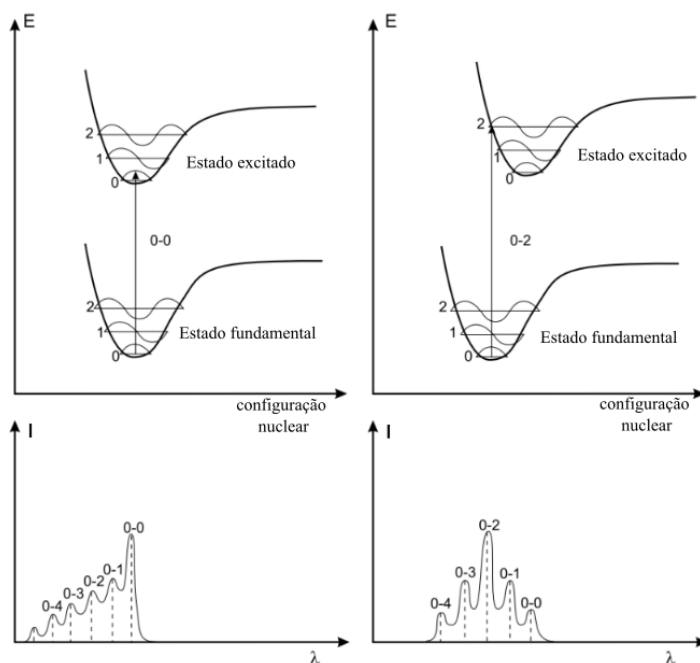 E
2
1
0
Estado excitado
0-0
2
1
0
Estado fundamental
configuração
nuclear
E
2
1
0
Estado excitado
0-2
2
1
0
Estado fundamental
configuração
nuclear
I
0-0
0-1
0-2
0-3
0-4
λ
I
0-2
0-3
0-1
0-4
0-0
λ